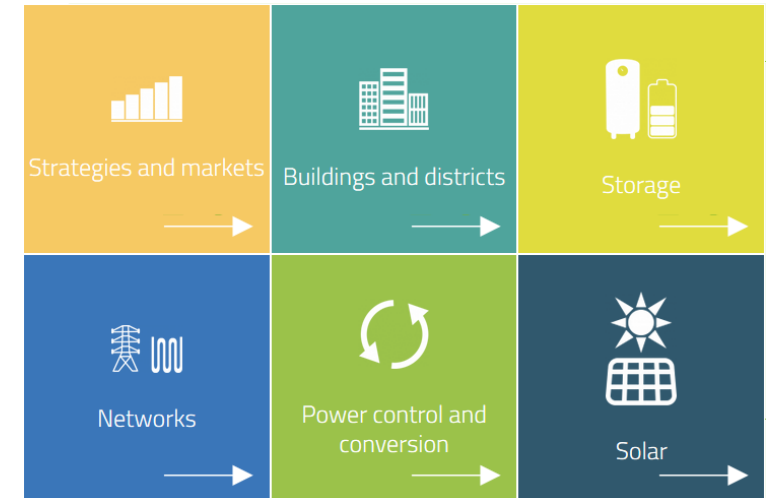 Strategies and markets
Buildings and districts
Storage
Networks
Power control and
conversion
Solar